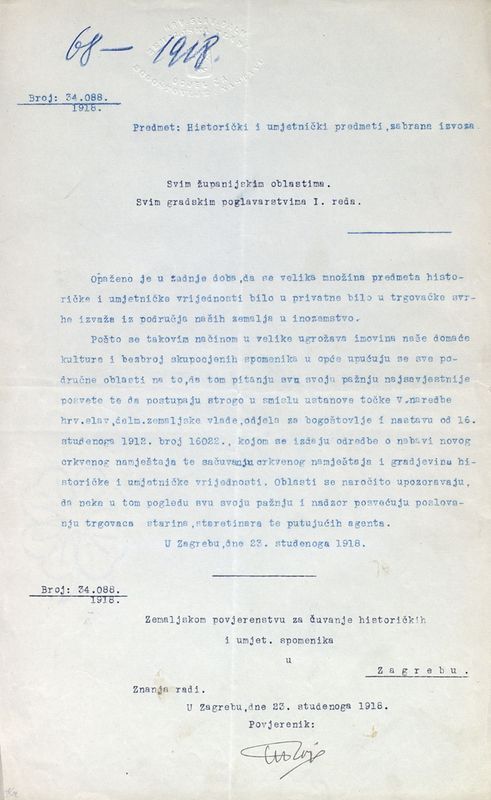 68 — 1918.
Broj: 34.088.
1918.
Predmet: Historički i umjetnički predmeti, zabrana izvoza
Svim županijskim oblastima.
Svim gradskim poglavarstvima I. reda.
Opaženo je u žadnje doba, da se velika množina predmeta histo-
ričke i umjetničke vrijednosti bilo u privatne bilo u trgovačke svr-
he izvaža iz područja naših zemalja u inozemstvo.
Pošto se takovim načinom u velike ugrožava imovina naše domaće
kulture i bezbroj skupocjenih spomenika u opće upućuju se sve po-
dručne oblasti na to, da tom pitanju svu svoju pažnju najsavjestnije
posvete te da postupaju strogo u smislu ustanove točke V. naredbe
hrv. slav. dalm. zemaljske vlade, odjela za bogoštovlje i nastavu od 16.
studenoga 1912. broj 16022., kojom se izdaju odredbe o nabavi novog
crkvenog namještaja te sačuvanju crkvenog namještaja i gradjevina hi-
storičke i umjetničke vrijednosti. Oblasti se naročito upozoravaju,
da neka u tom pogledu svu svoju pažnju i nadzor posvećuju poslova-
nju trgovaca starina, staretinara te putujućih agenta.
U Zagrebu, dne 23. studenoga 1918.
Broj: 34.088.
1918.
Zemaljskom povjerenstvu za čuvanje historičkih
i umjet. spomenika
u
Zagrebu.
Znanja radi.
U Zagrebu, dne 23. studenoga 1918.
Povjerenik: